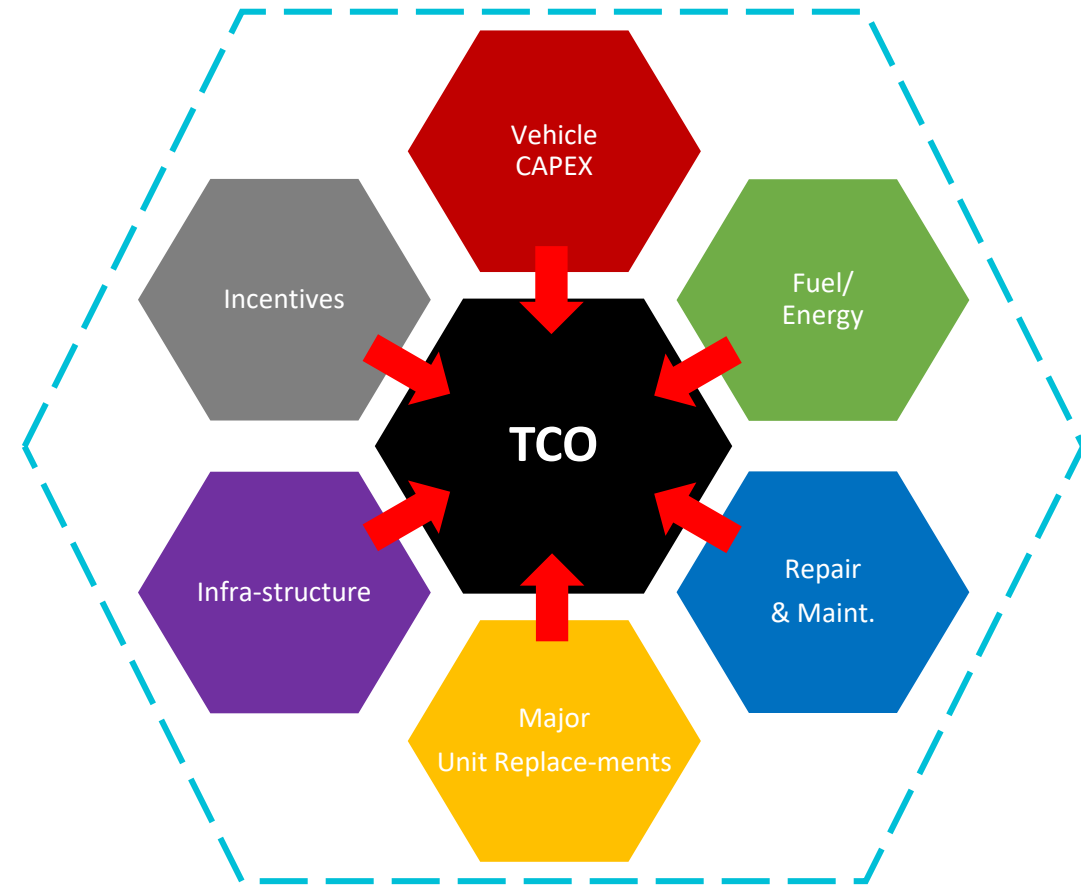 Vehicle
CAPEX
Incentives
Fuel/
Energy
TCO
Infra-structure
Repair
& Maint.
Major
Unit Replace-ments